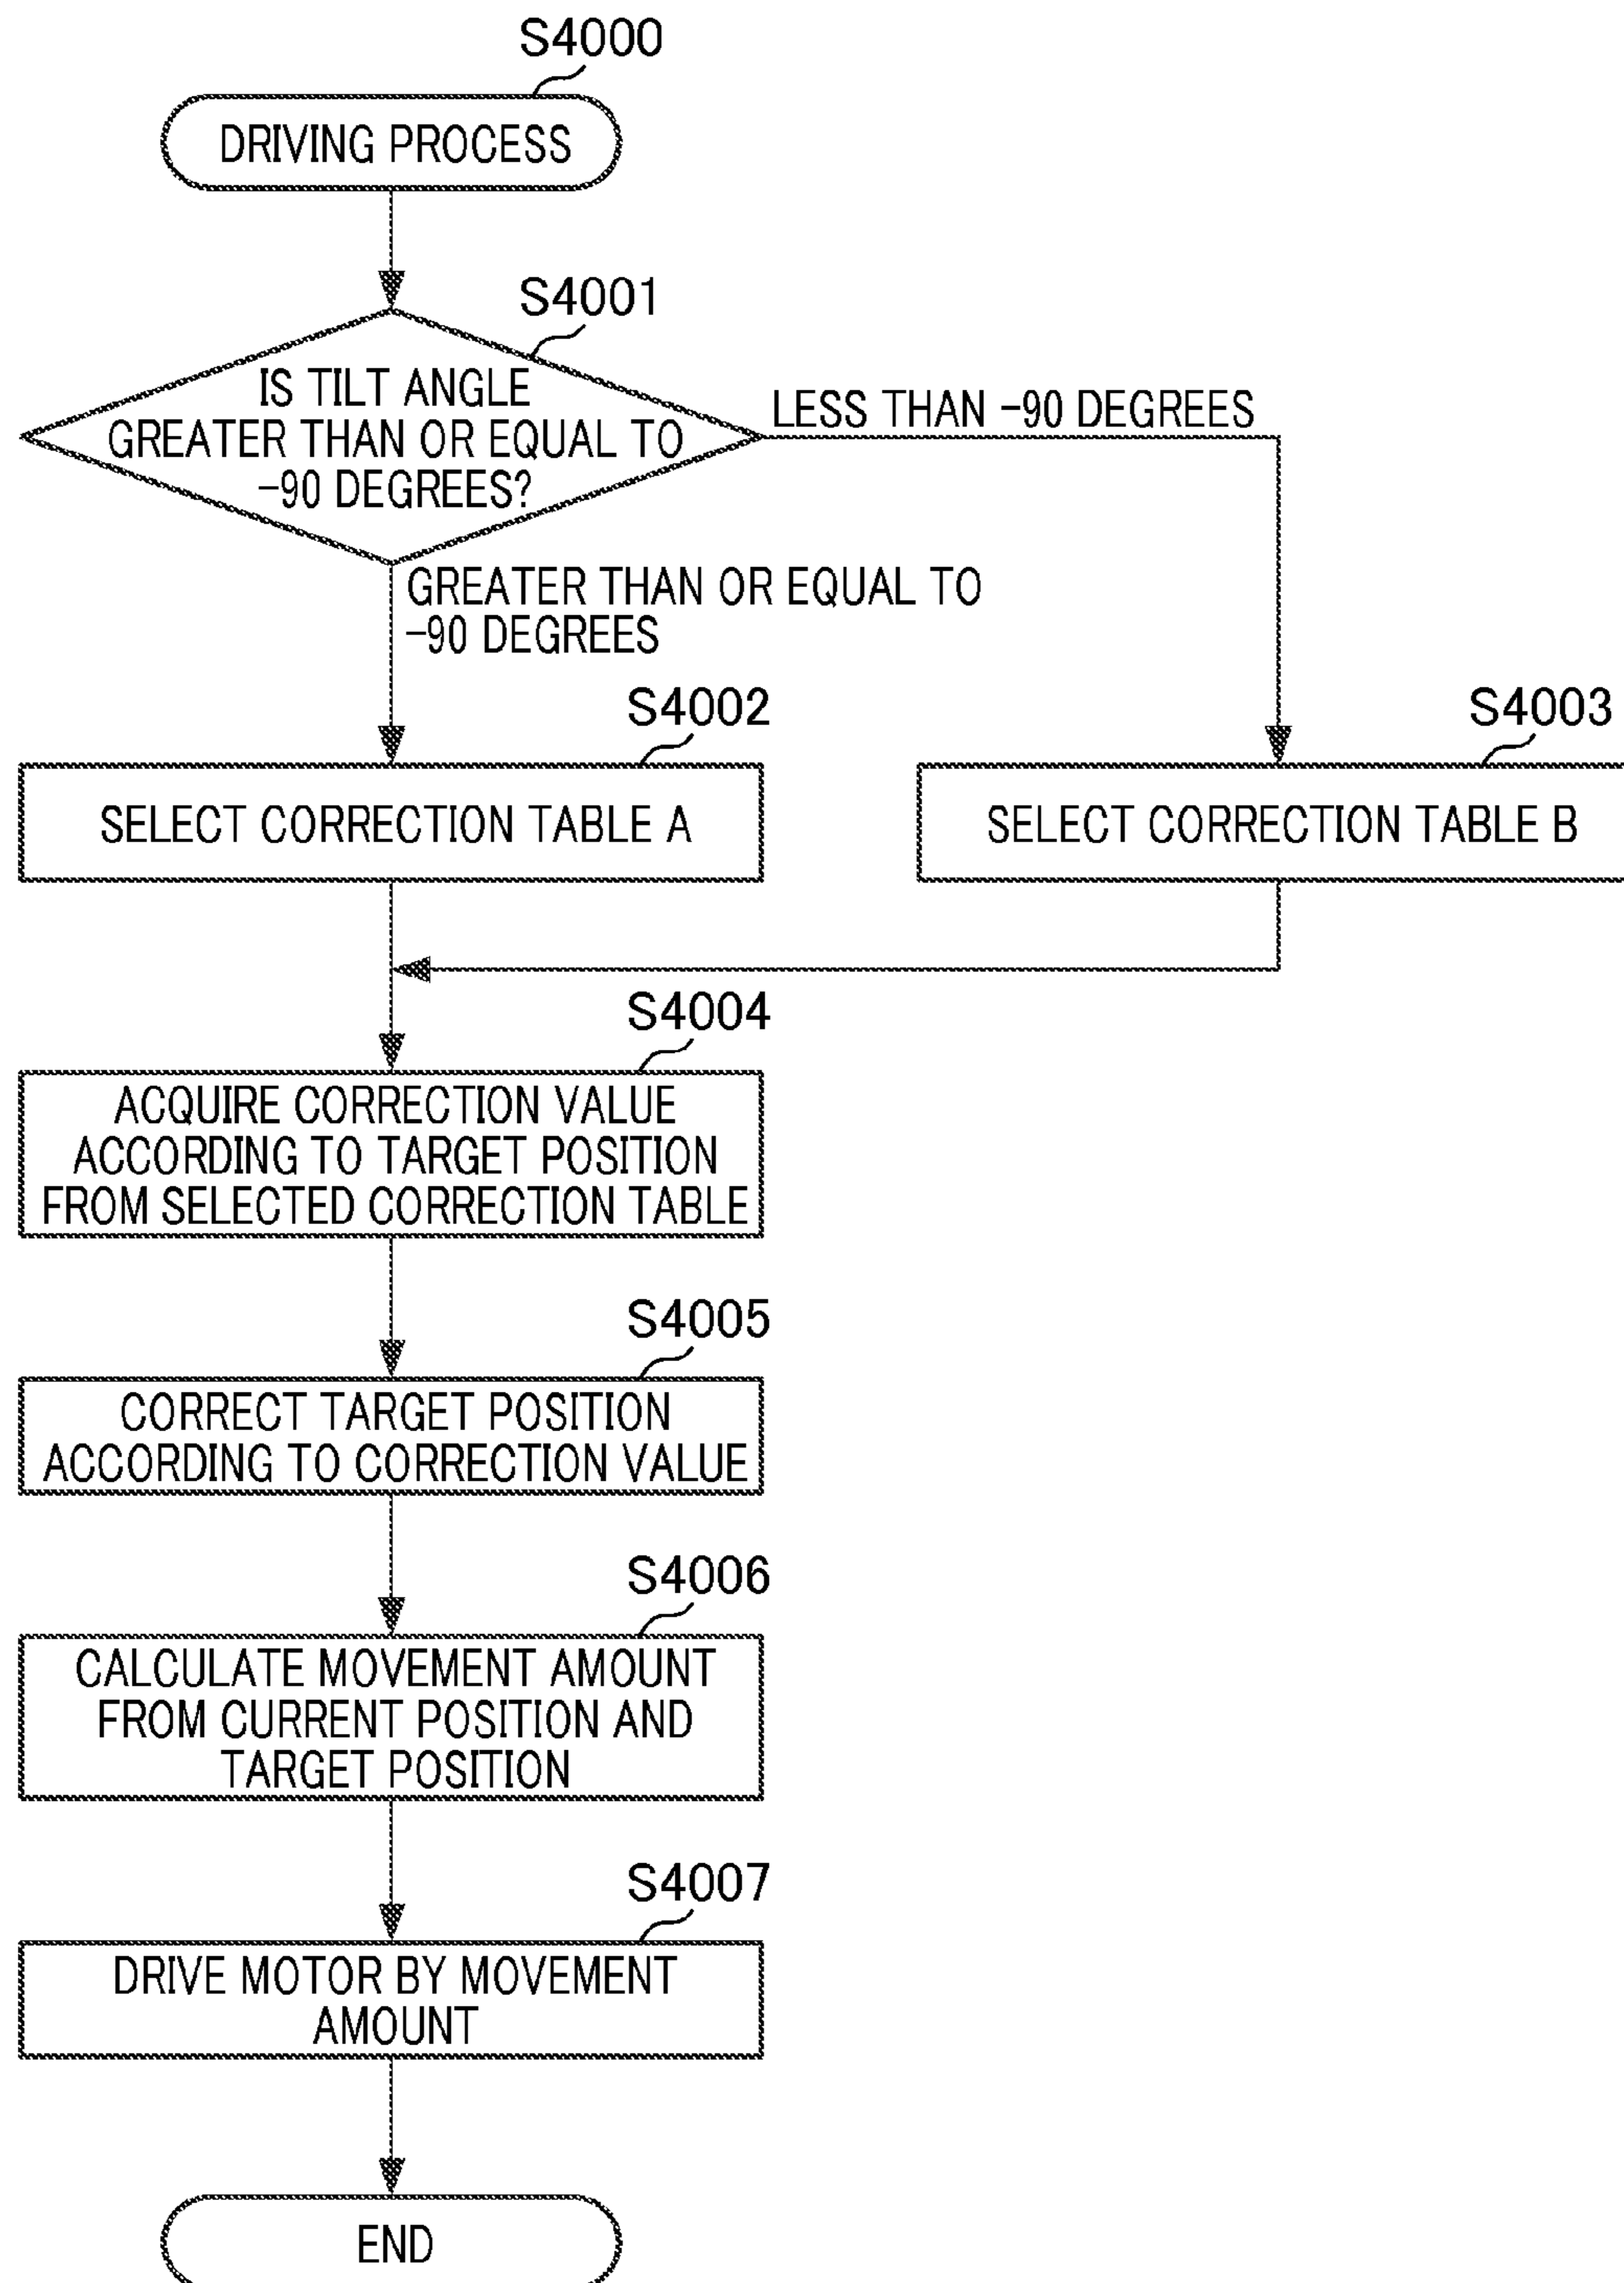 S4000
DRIVING PROCESS
S4001
IS TILT ANGLE
GREATER THAN OR EQUAL TO
-90 DEGREES?
LESS THAN -90 DEGREES
GREATER THAN OR EQUAL TO
-90 DEGREES
S4002
SELECT CORRECTION TABLE A
S4003
SELECT CORRECTION TABLE B
S4004
ACQUIRE CORRECTION VALUE
ACCORDING TO TARGET POSITION
FROM SELECTED CORRECTION TABLE
S4005
CORRECT TARGET POSITION
ACCORDING TO CORRECTION VALUE
S4006
CALCULATE MOVEMENT AMOUNT
FROM CURRENT POSITION AND
TARGET POSITION
S4007
DRIVE MOTOR BY MOVEMENT
AMOUNT
END